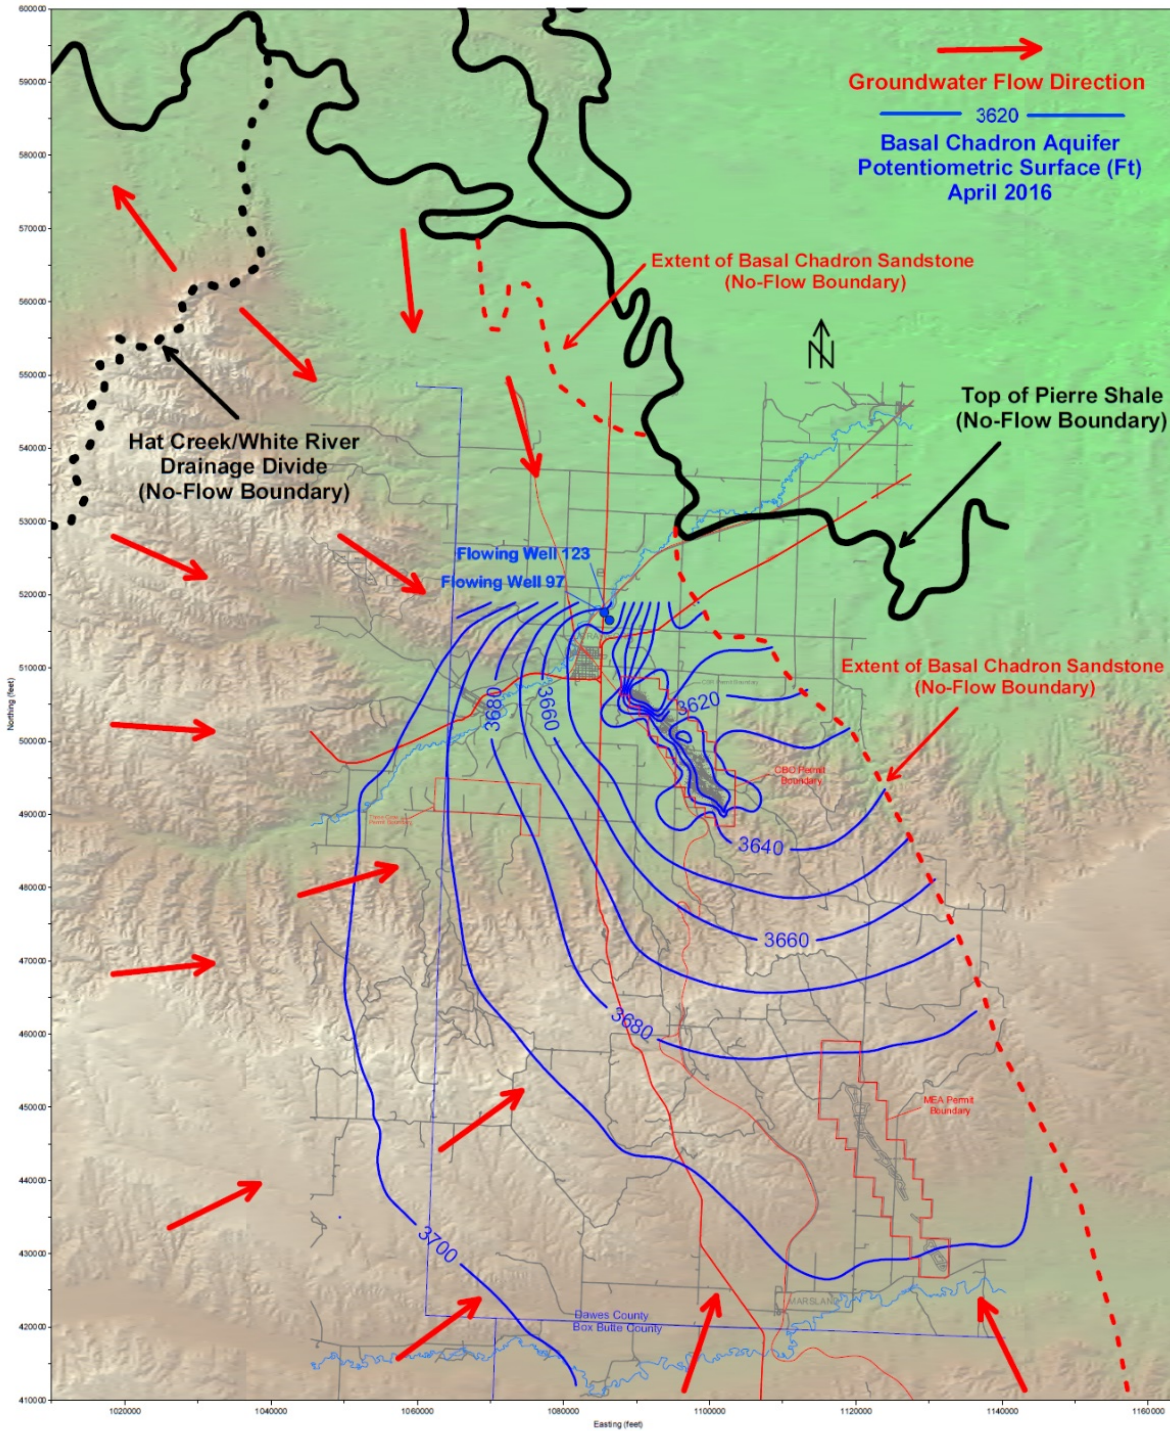 600000
590000
580000
570000
560000
550000
540000
530000
520000
510000
500000
490000
480000
470000
460000
450000
440000
430000
420000
410000
Northing (feet)
Groundwater Flow Direction
3620
Basal Chadron Aquifer
Potentiometric Surface (Ft)
April 2016
Extent of Basal Chadron Sandstone
(No-Flow Boundary)
N
Top of Pierre Shale
(No-Flow Boundary)
Hat Creek/White River
Drainage Divide
(No-Flow Boundary)
Flowing Well 123
Flowing Well 97
Extent of Basal Chadron Sandstone
(No-Flow Boundary)
3680
3660
3620
Permit
Boundary
3640
3660
3680
MEA Permit
Boundary
3700
MARSLAND
Dawes County
Box Butte County
1020000
1040000
1060000
1080000
1100000
1120000
1140000
1160000
Easting (feet)